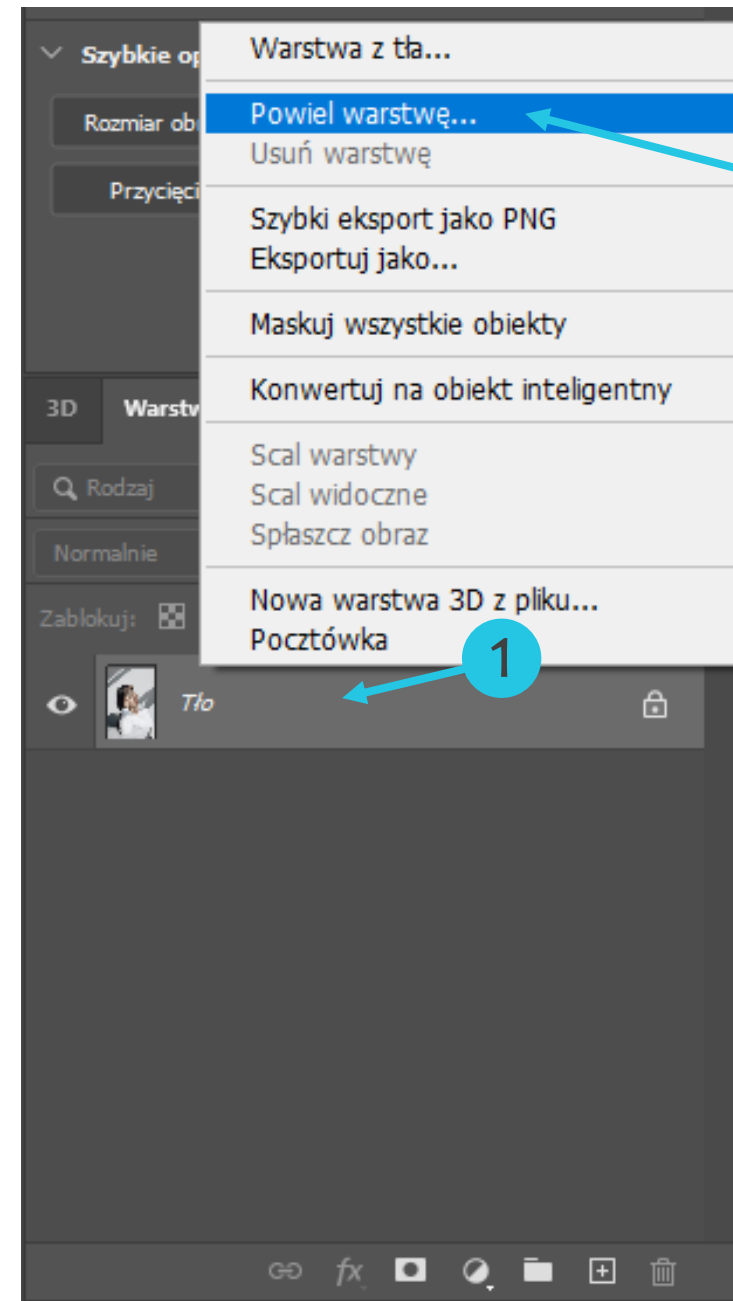 Szybkie op
Rozmiar ob
Przycięci
Warstwa z tła...
Powiel warstwę...
Usuń warstwę
Szybki eksport jako PNG
Eksportuj jako...
Maskuj wszystkie obiekty
Konwertuj na obiekt inteligentny
Scal warstwy
Scal widoczne
Spłaszcz obraz
Nowa warstwa 3D z pliku...
Pocztówka
3D Warstw
Rodzaj
Normalnie
Zablokuj:
1
Tło
fx